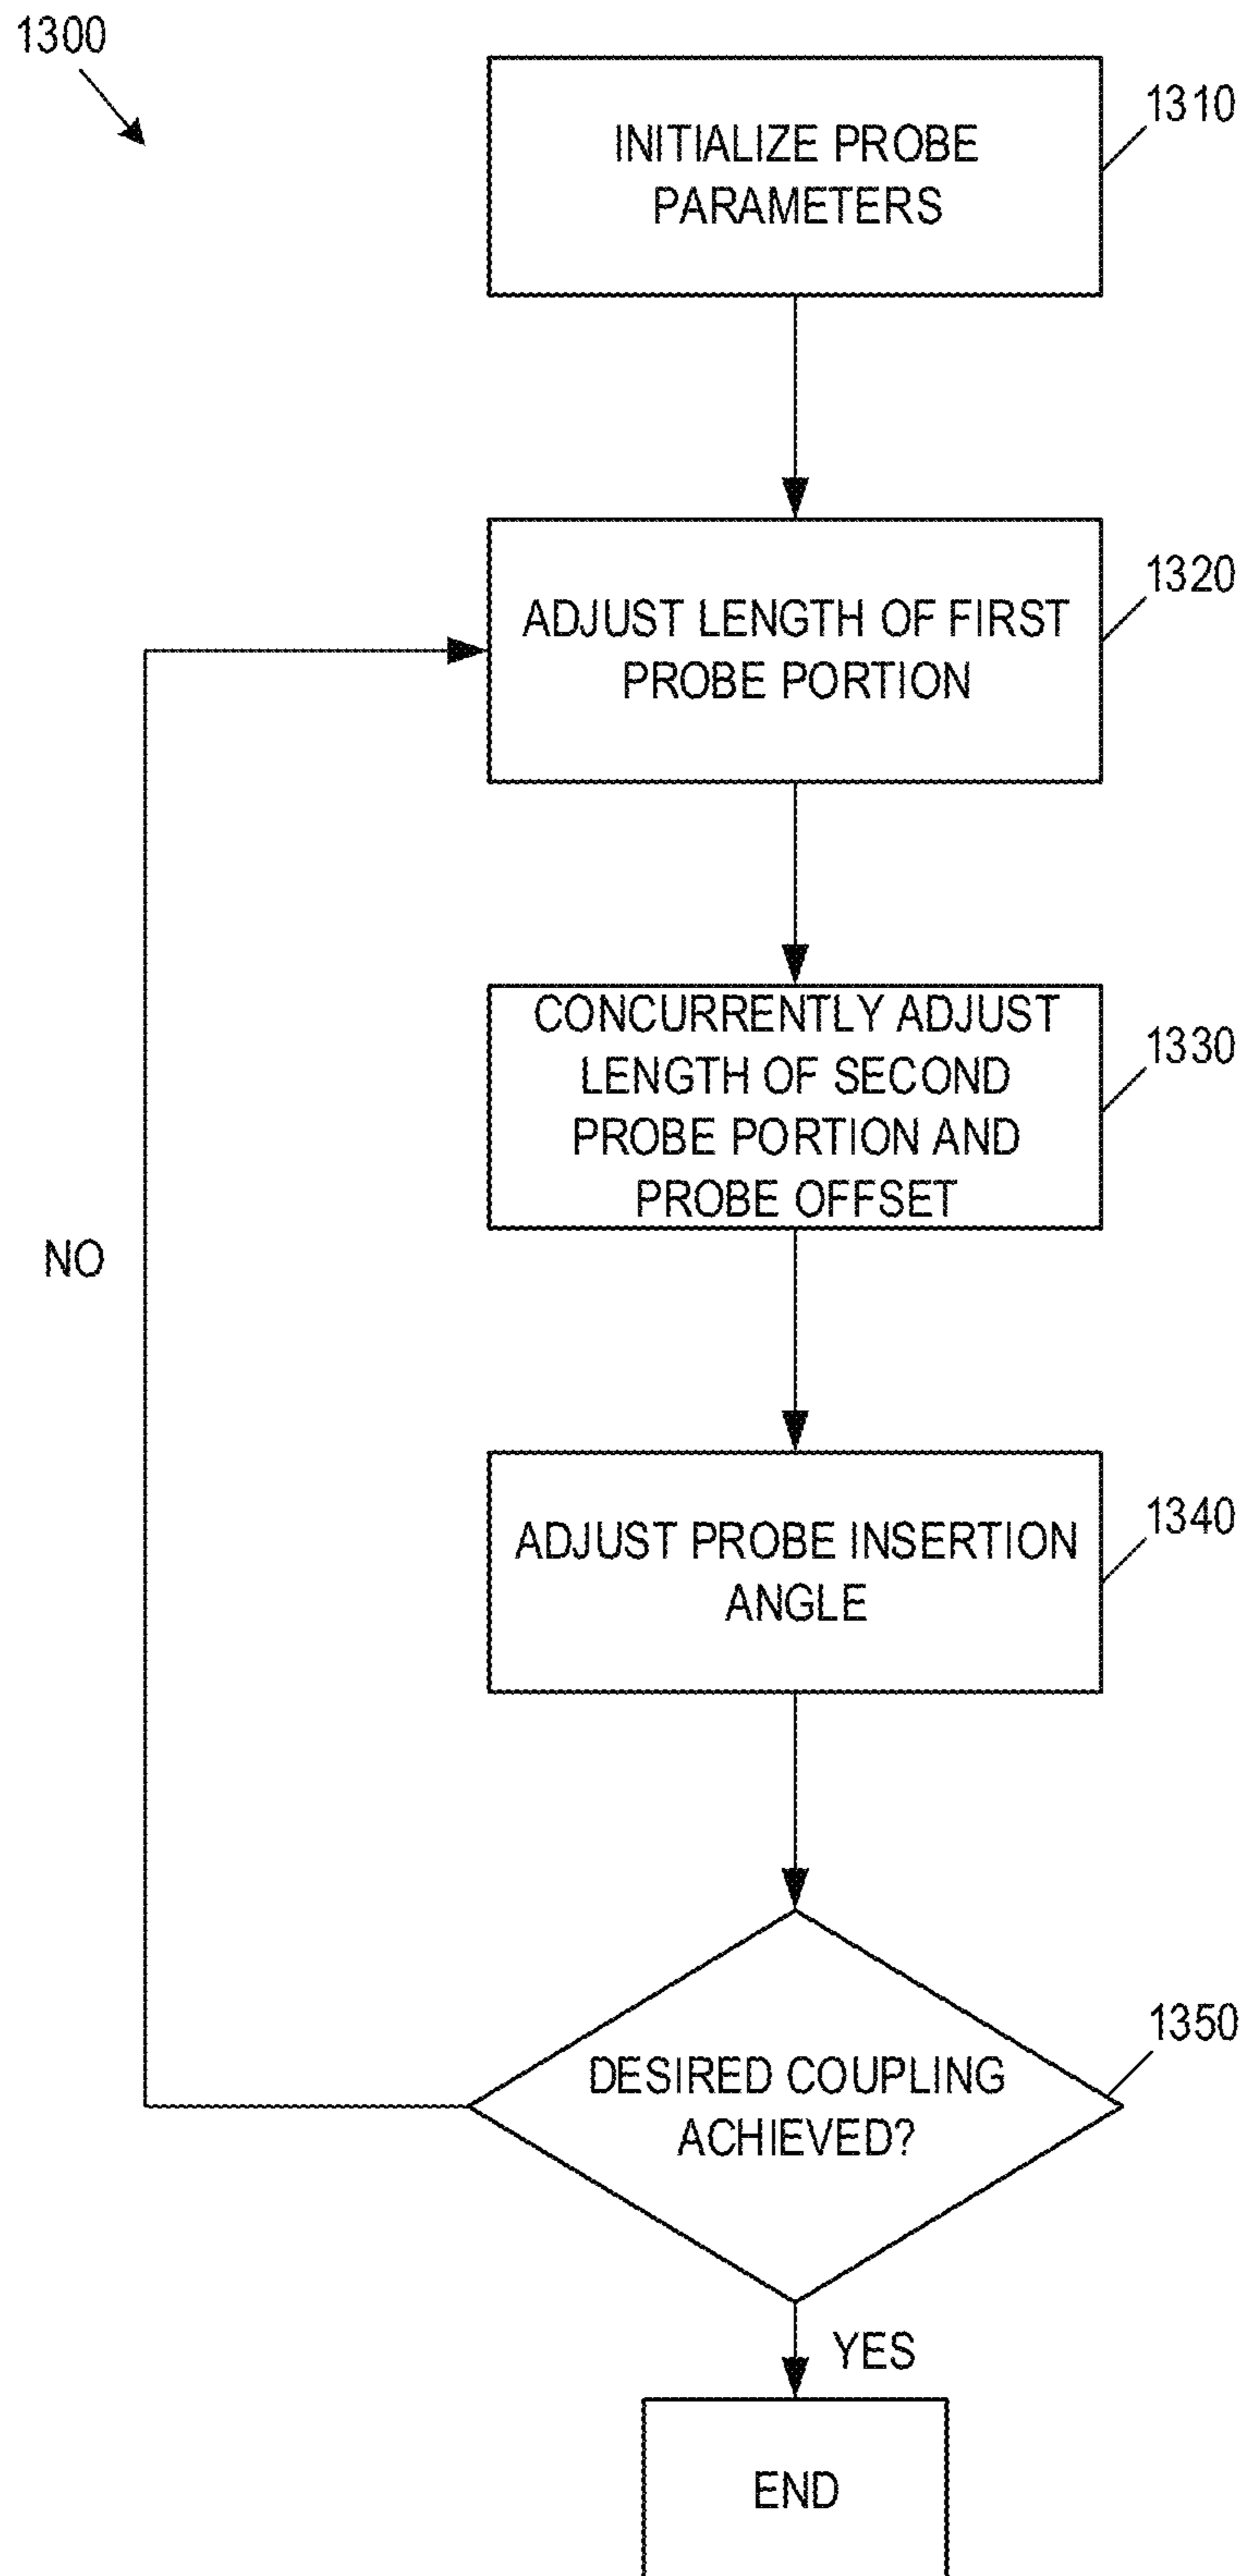 1300
INITIALIZE PROBE
PARAMETERS
1310
ADJUST LENGTH OF FIRST
PROBE PORTION
1320
CONCURRENTLY ADJUST
LENGTH OF SECOND
PROBE PORTION AND
PROBE OFFSET
1330
NO
ADJUST PROBE INSERTION
ANGLE
1340
DESIRED COUPLING
ACHIEVED?
1350
YES
END